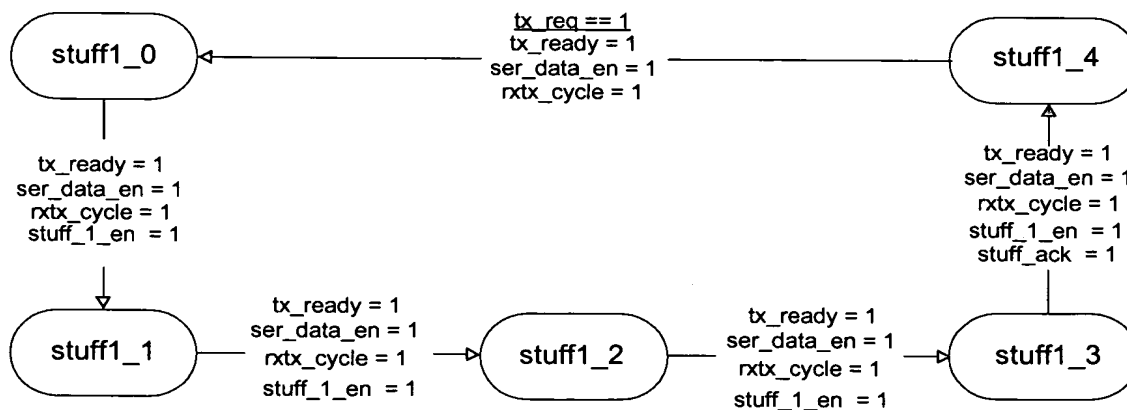 stuff1_0
tx_req == 1
tx_ready = 1
ser_data_en = 1
rxtx_cycle = 1
stuff1_4
tx_ready = 1
ser_data_en = 1
rxtx_cycle = 1
stuff_1_en = 1
tx_ready = 1
ser_data_en = 1
rxtx_cycle = 1
stuff_1_en = 1
stuff_ack = 1
stuff1_1
tx_ready = 1
ser_data_en = 1
rxtx_cycle = 1
stuff_1_en = 1
stuff1_2
tx_ready = 1
ser_data_en = 1
rxtx_cycle = 1
stuff_1_en = 1
stuff1_3